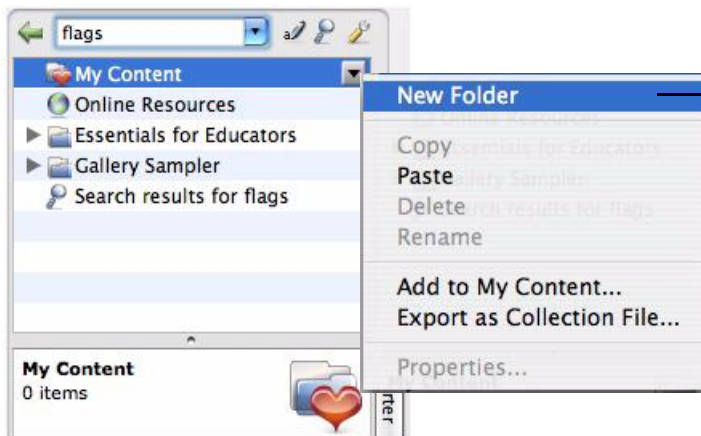 flags
My Content
Online Resources
Essentials for Educators
Gallery Sampler
Search results for flags
New Folder
Copy
Paste
Delete
Rename
Add to My Content...
Export as Collection File...
Properties...
My Content
0 items